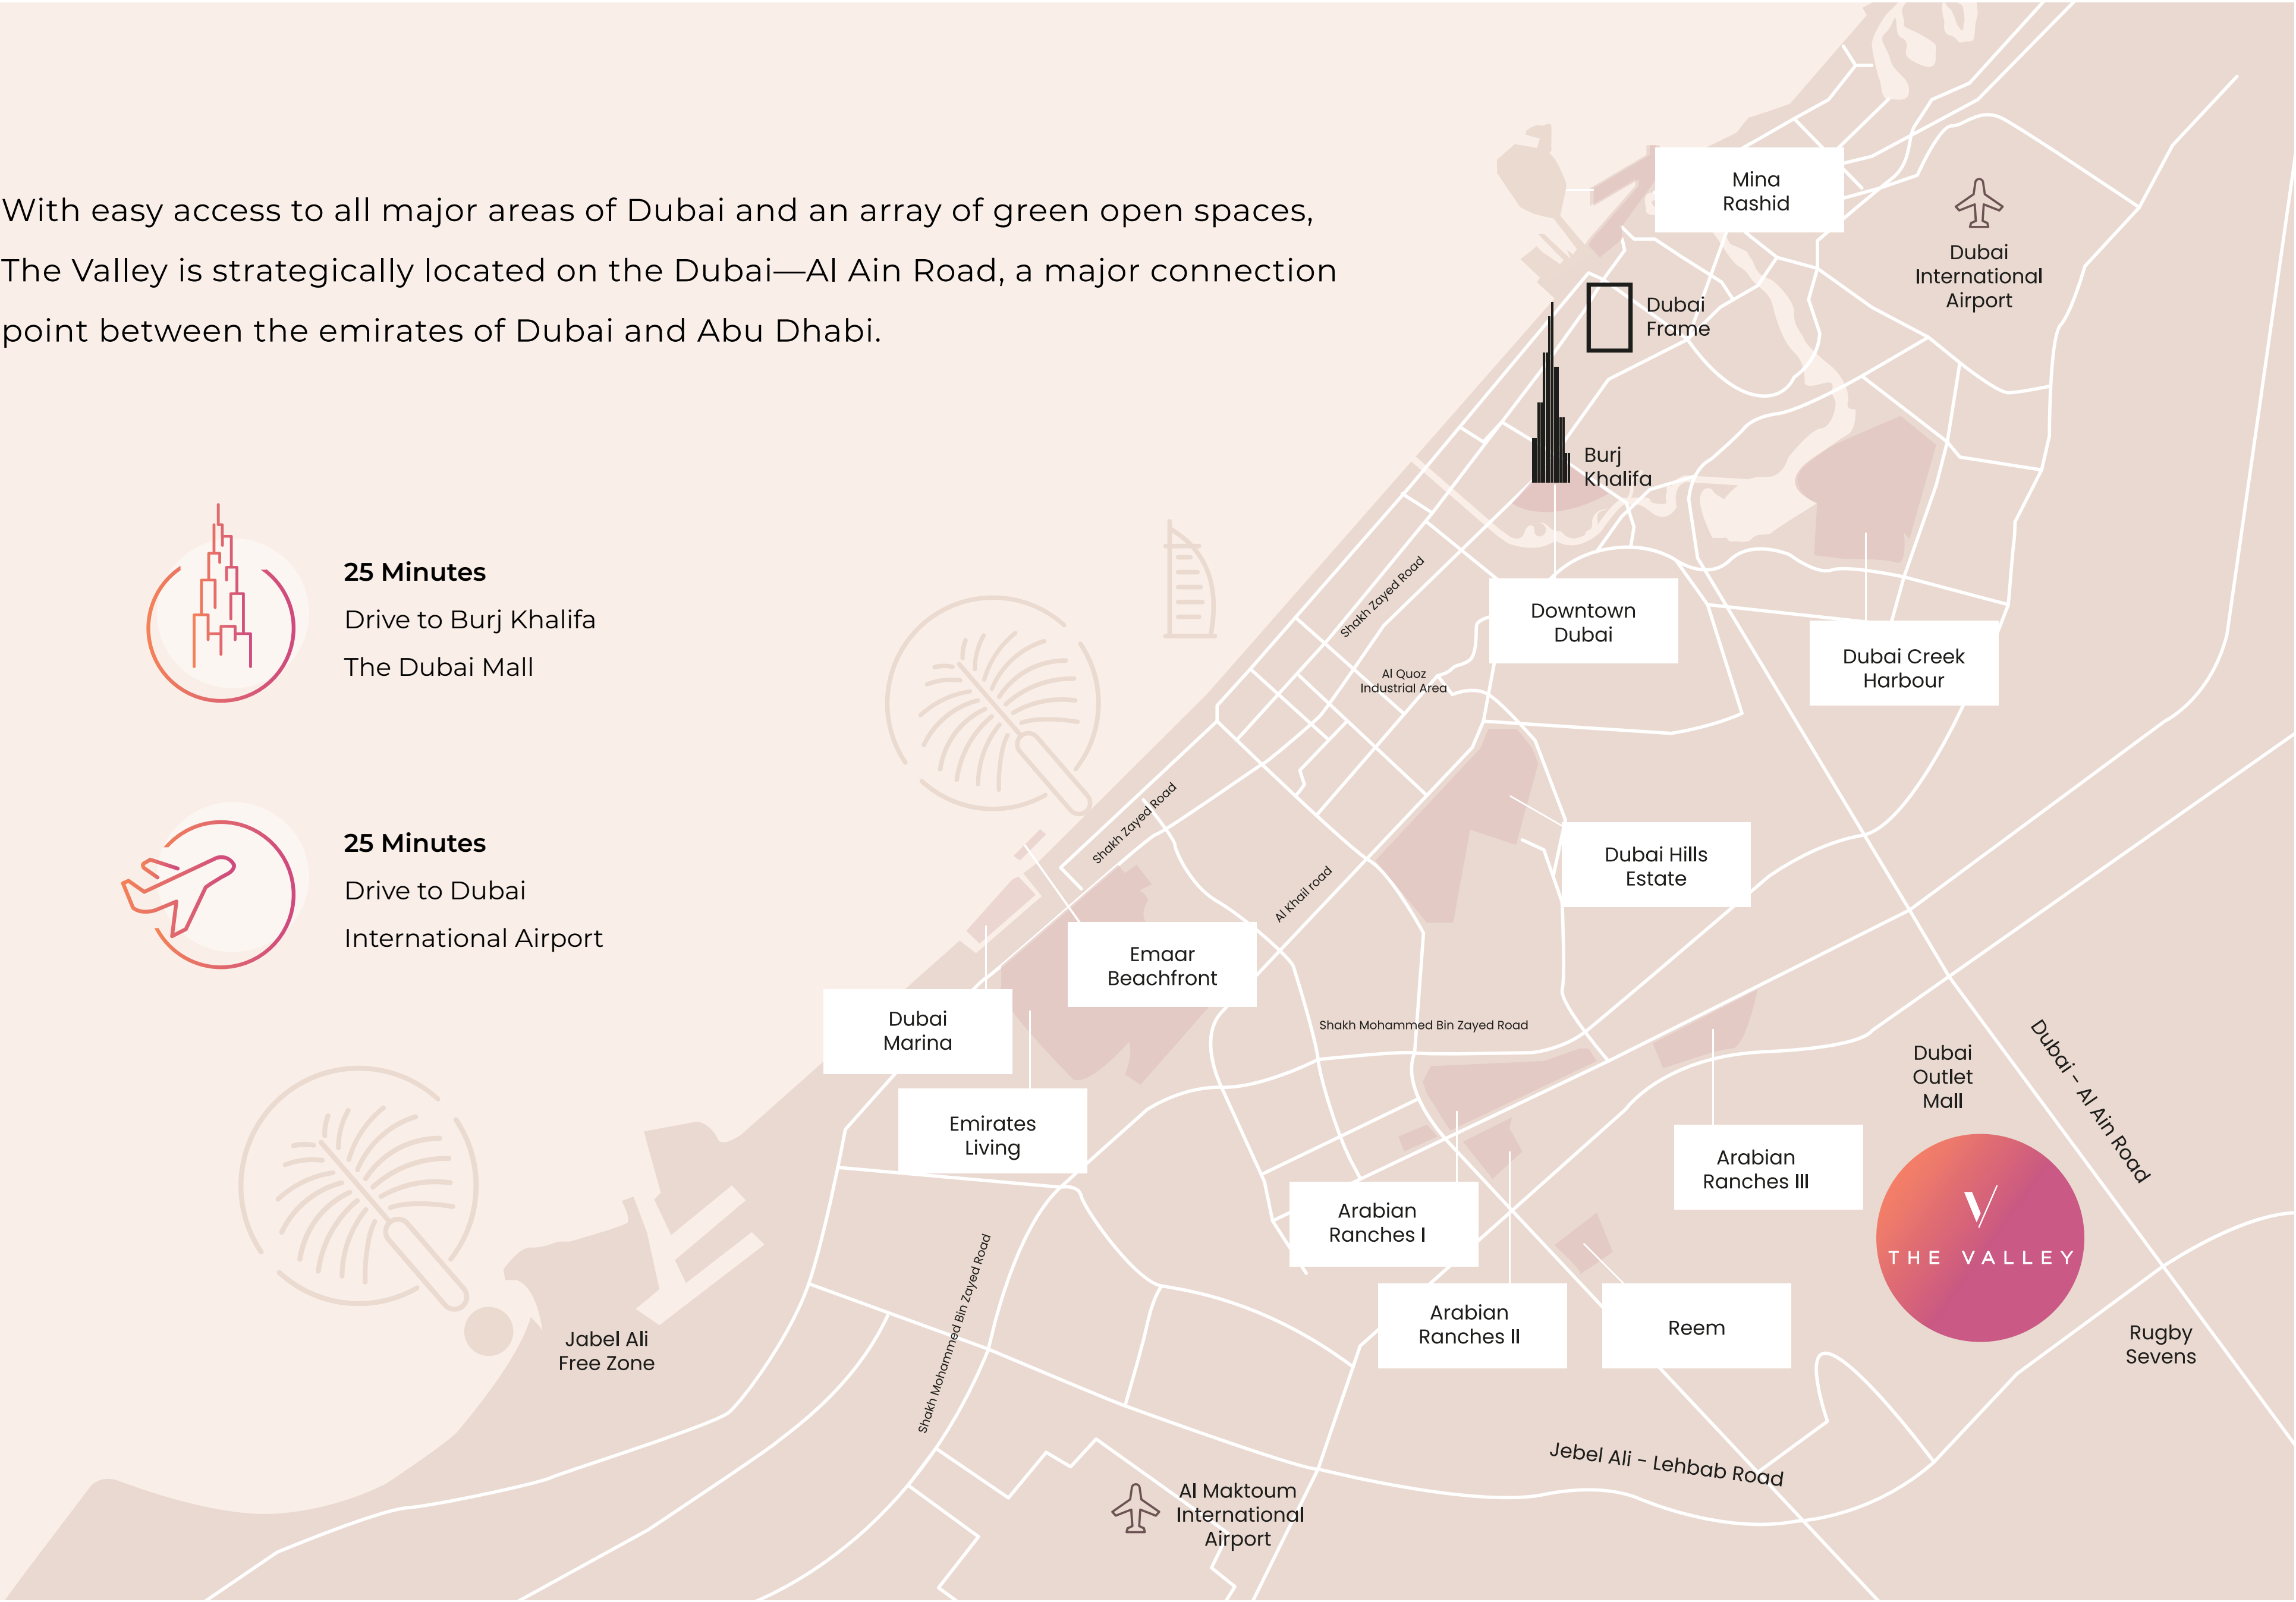 With easy access to all major areas of Dubai and an array of green open spaces,
The Valley is strategically located on the Dubai—Al Ain Road, a major connection
point between the emirates of Dubai and Abu Dhabi.
25 Minutes
Drive to Burj Khalifa
The Dubai Mall
25 Minutes
Drive to Dubai
International Airport
Mina
Rashid
Dubai
International
Airport
Dubai
Frame
Burj
Khalifa
Shakh Zayed Road
Downtown
Dubai
Dubai Creek
Harbour
Al Quoz
Industrial Area
Shakh Zayed Road
Al Khail road
Dubai Hills
Estate
Emaar
Beachfront
Dubai
Marina
Shakh Mohammed Bin Zayed Road
Emirates
Living
Dubai
Outlet
Mall
Dubai - Al Ain Road
Arabian
Ranches III
Arabian
Ranches I
THE VALLEY
Arabian
Ranches II
Reem
Rugby
Sevens
Jabel Ali
Free Zone
Shakh Mohammed Bin Zayed Road
Jebel Ali - Lehbab Road
Al Maktoum
International
Airport